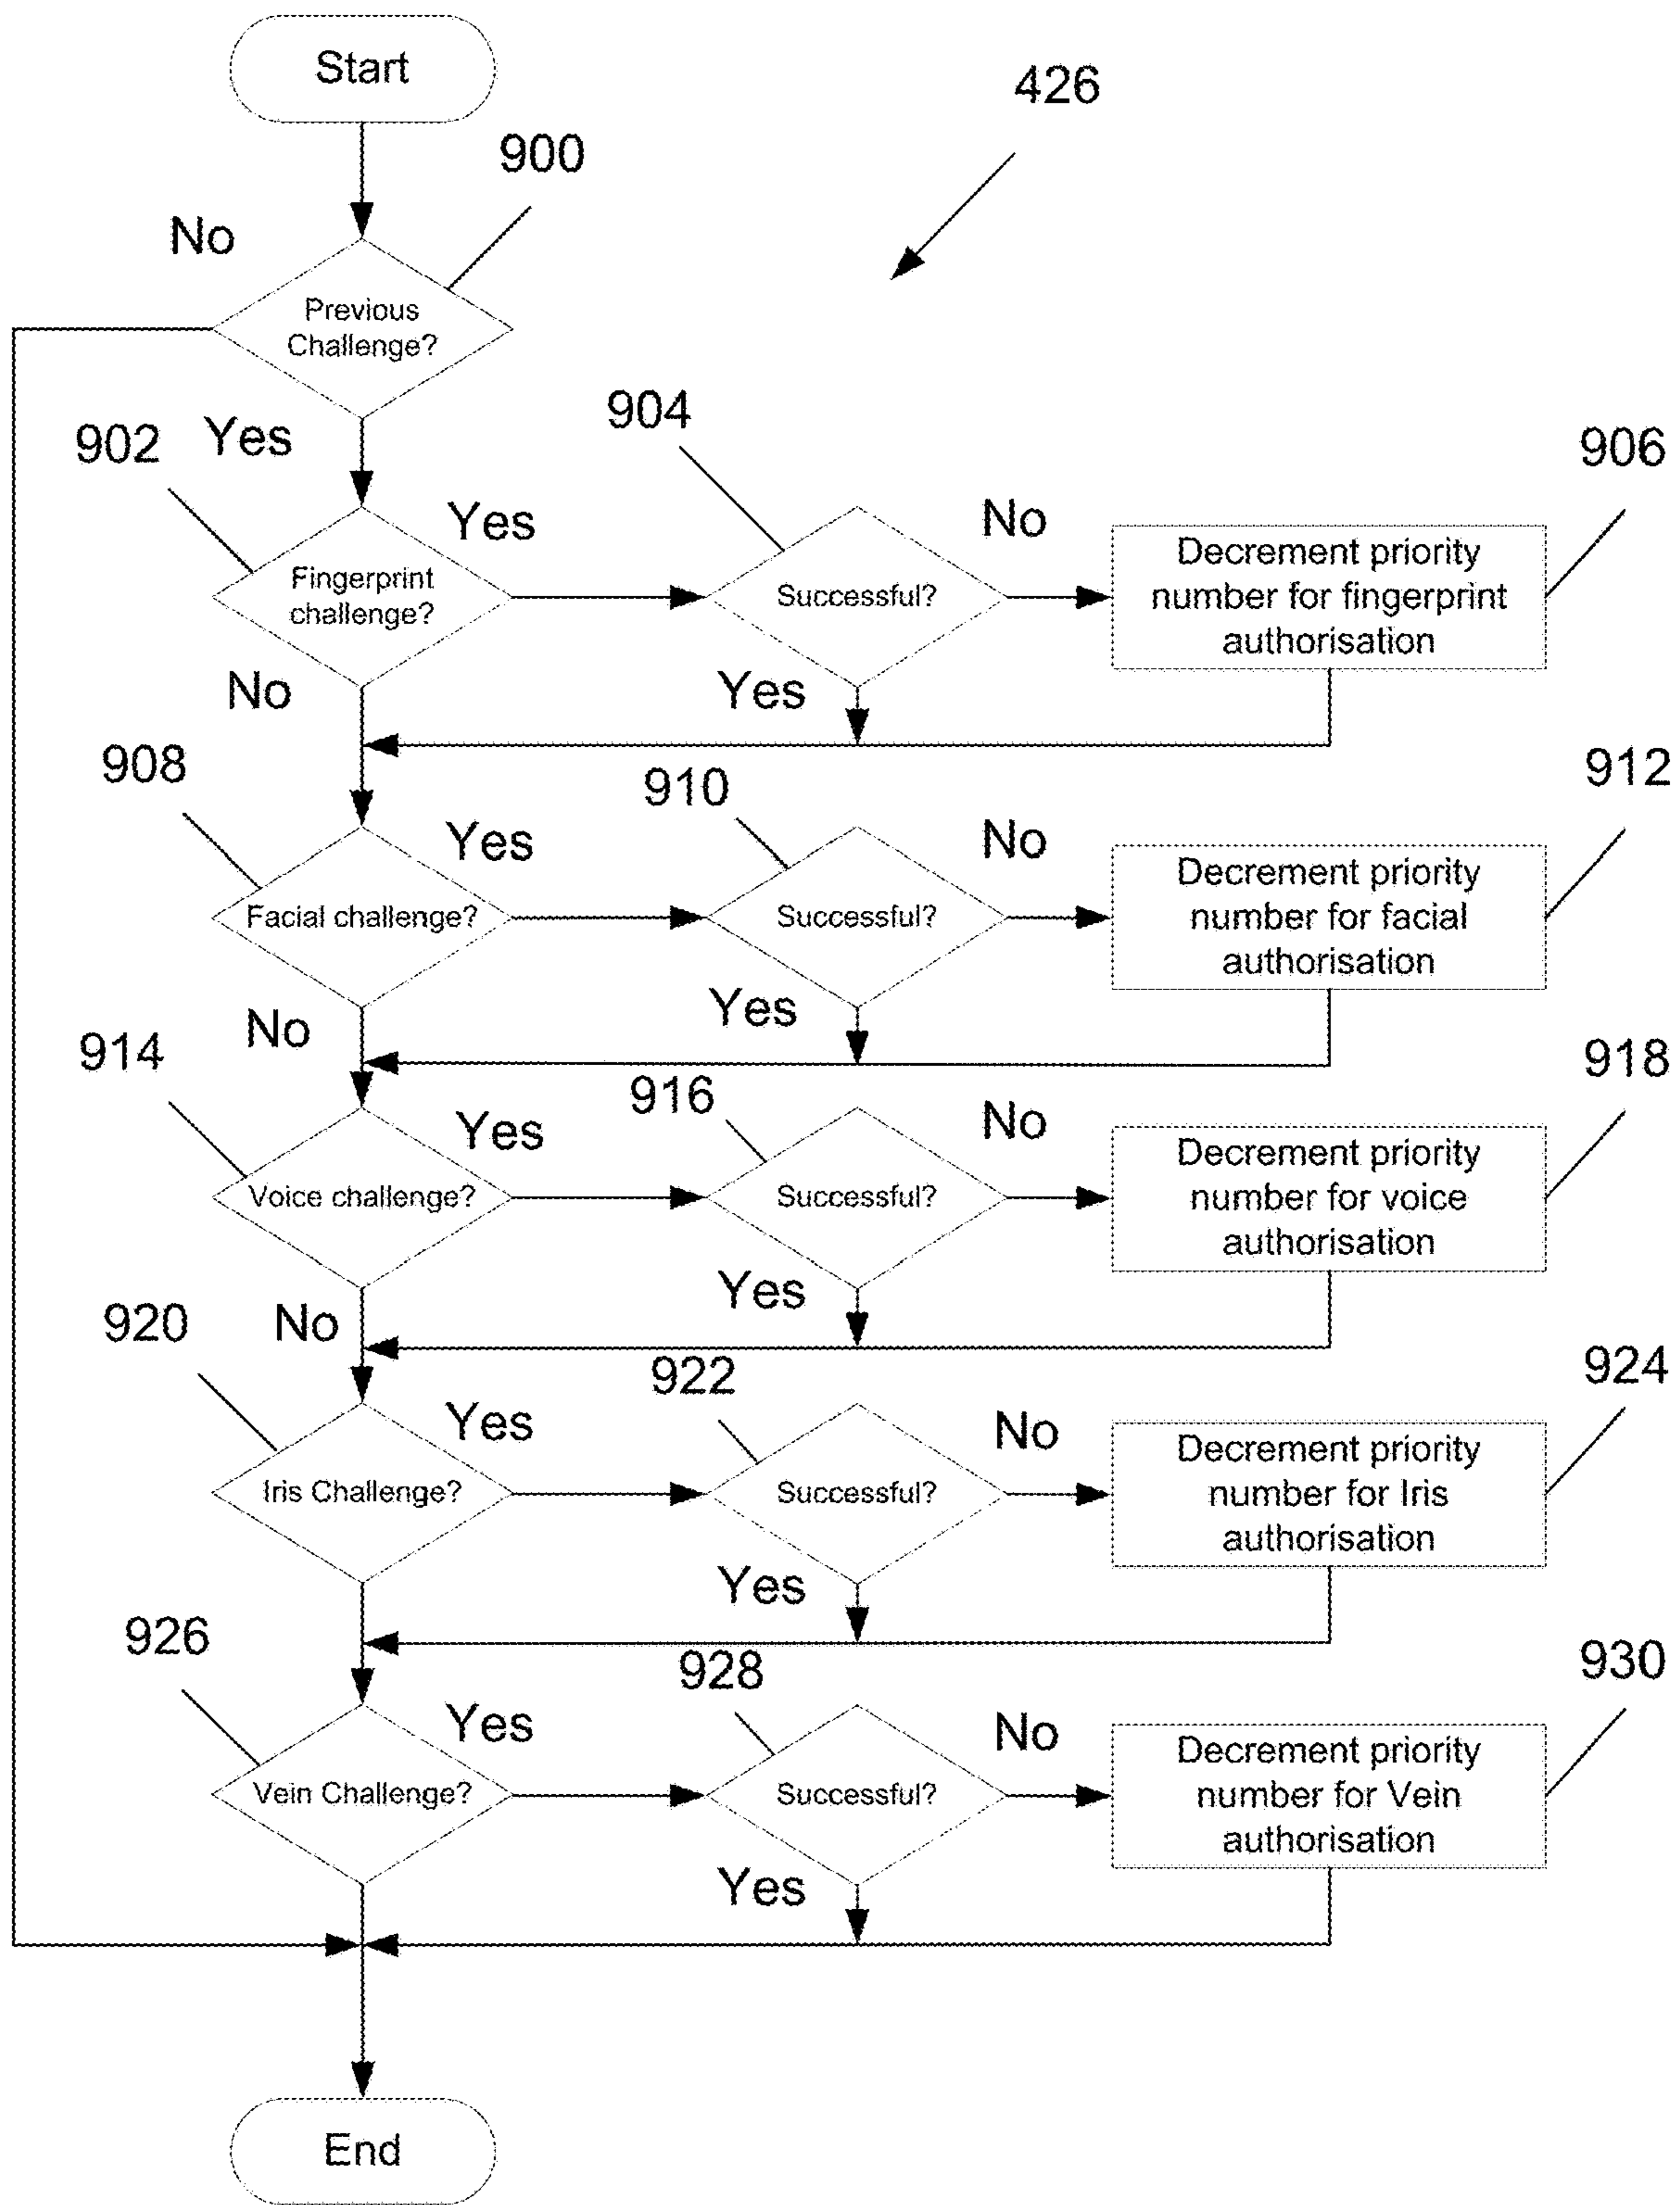 Start
426
900
No
Previous
Challenge?
Yes
902
904
906
Fingerprint
challenge?
Yes
Successful?
No
Decrement priority
number for fingerprint
authorisation
No
Yes
908
910
912
Facial challenge?
Yes
Successful?
No
Decrement priority
number for facial
authorisation
No
Yes
914
916
918
Voice challenge?
Yes
Successful?
No
Decrement priority
number for voice
authorisation
No
Yes
920
922
924
Iris Challenge?
Yes
Successful?
No
Decrement priority
number for Iris
authorisation
Yes
926
928
930
Vein Challenge?
Yes
Successful?
No
Decrement priority
number for Vein
authorisation
Yes
End